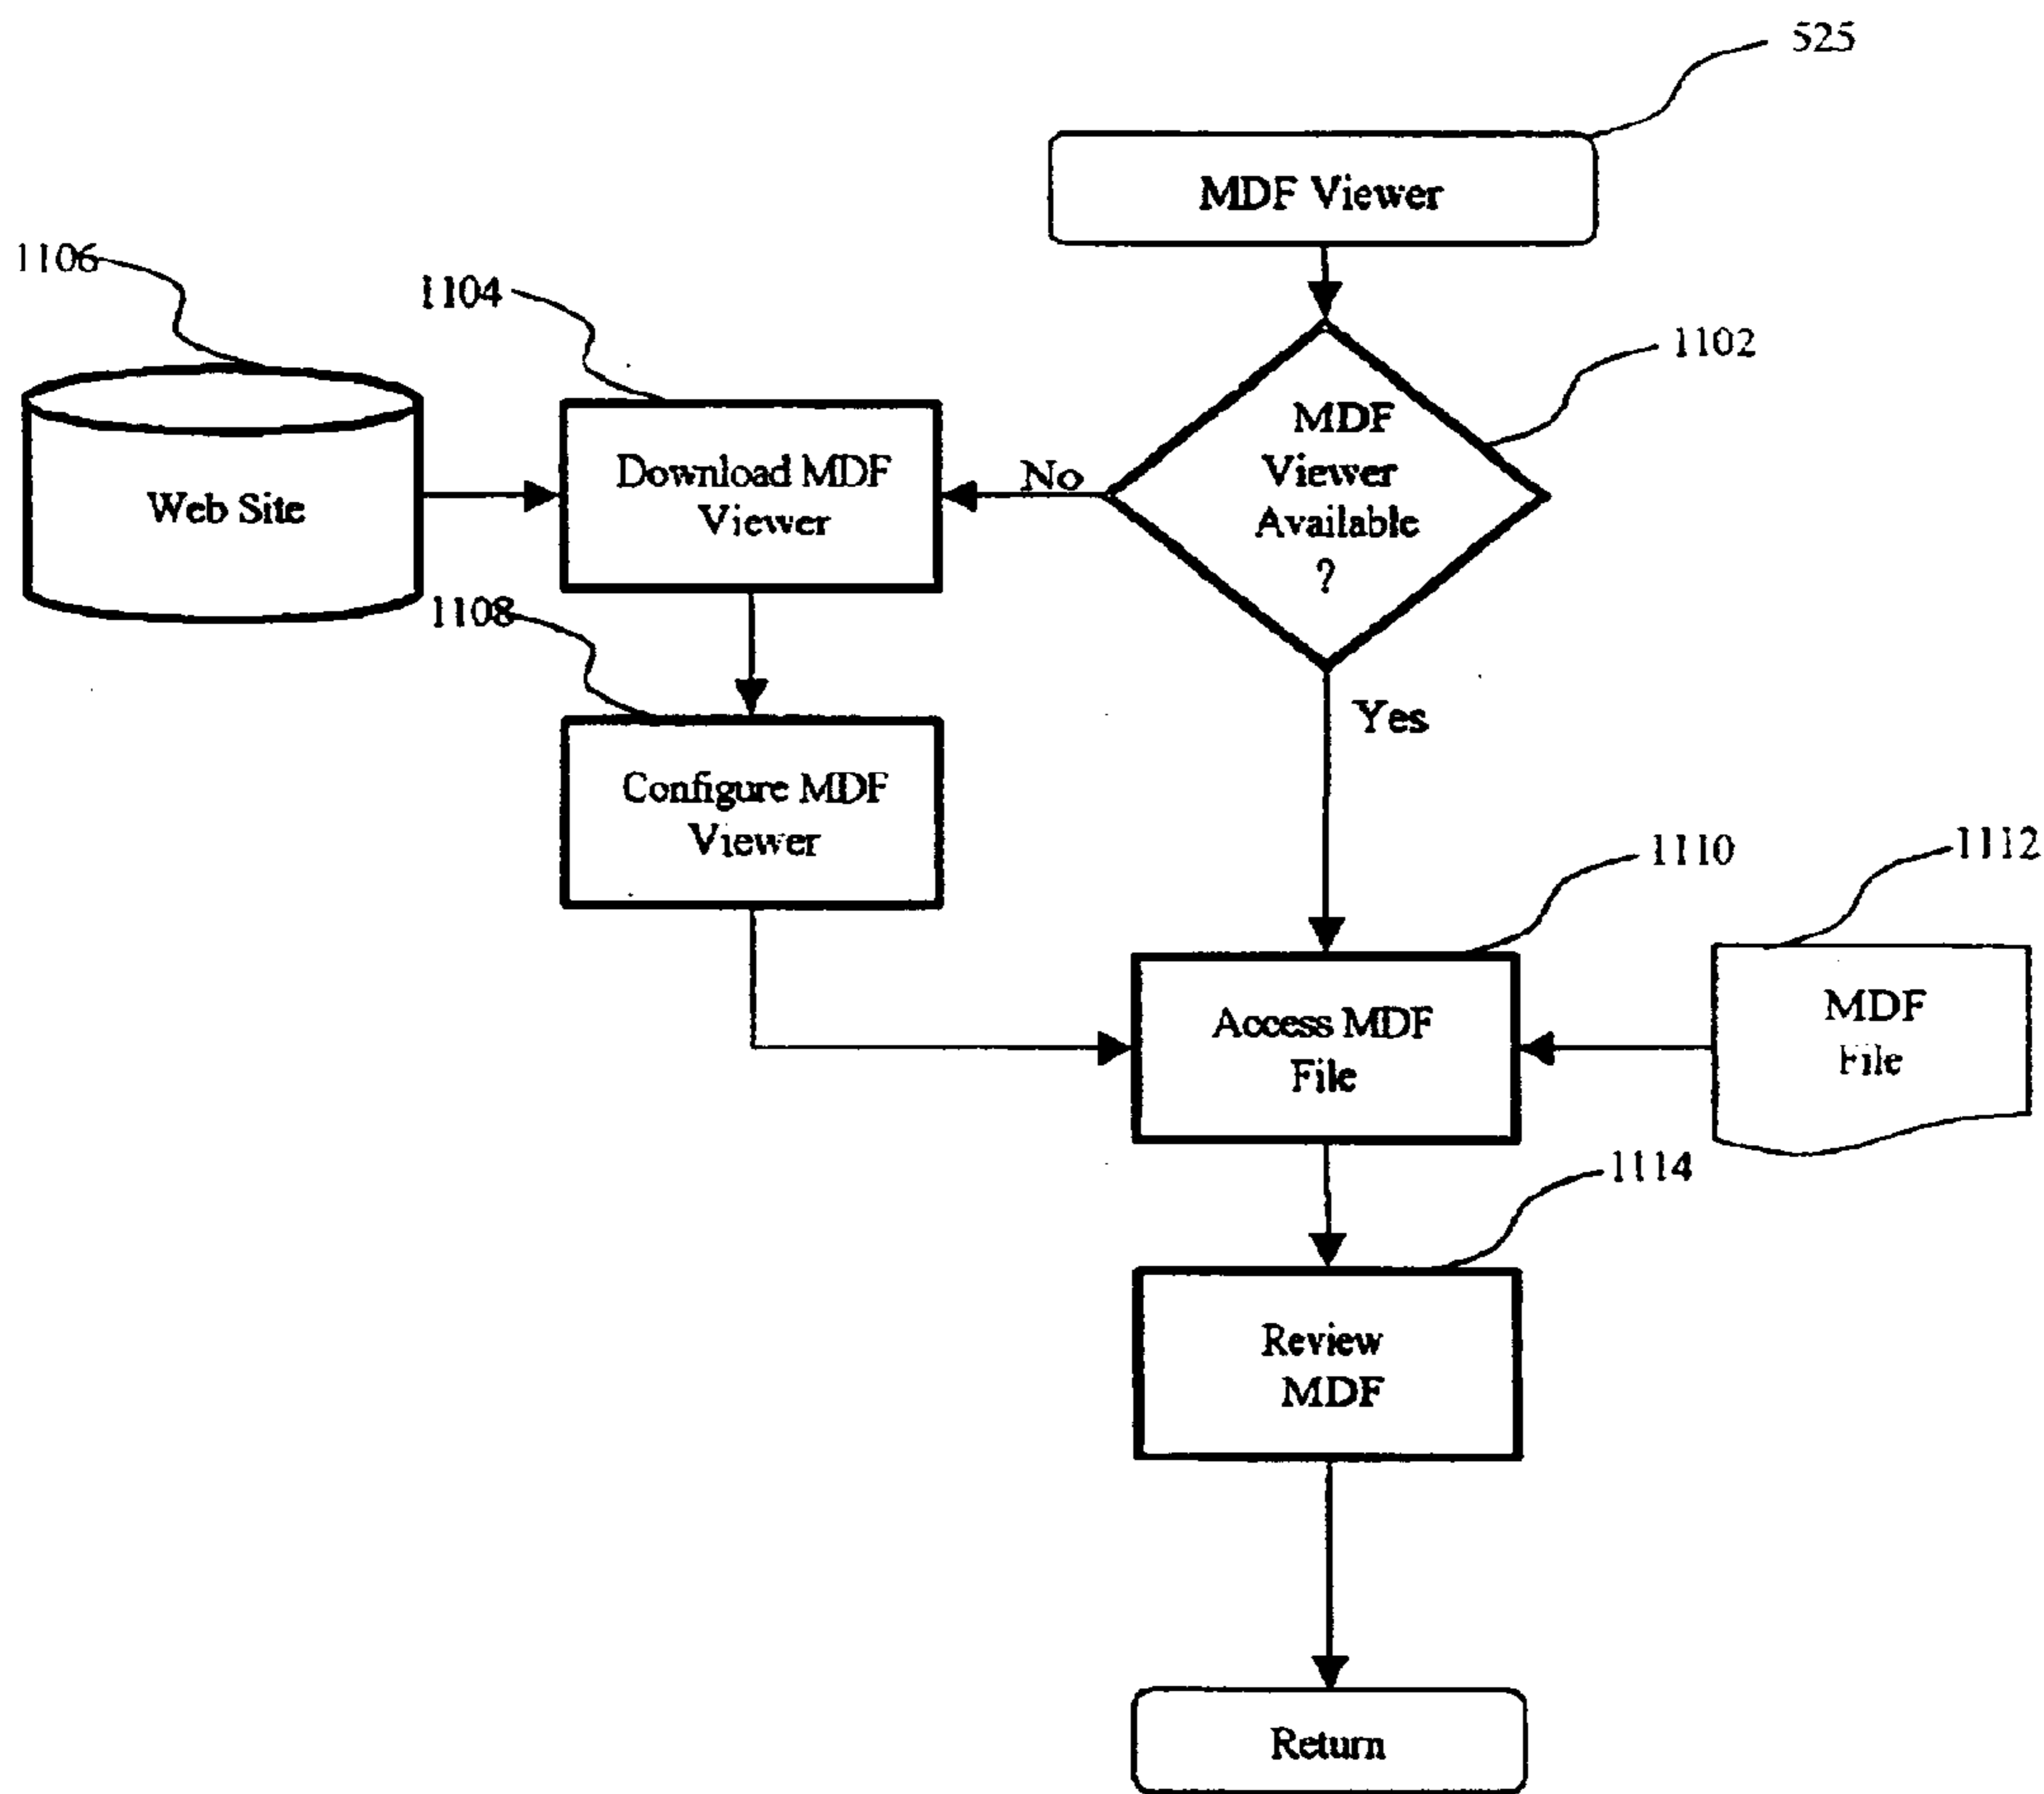 525
MDF Viewer
1106
1104
1102
MDF
Viewer
Available
?
No
Download MDF
Viewer
Web Site
1108
Yes
Configure MDF
Viewer
1110
1112
Access MDF
File
MDF
File
1114
Review
MDF
Return